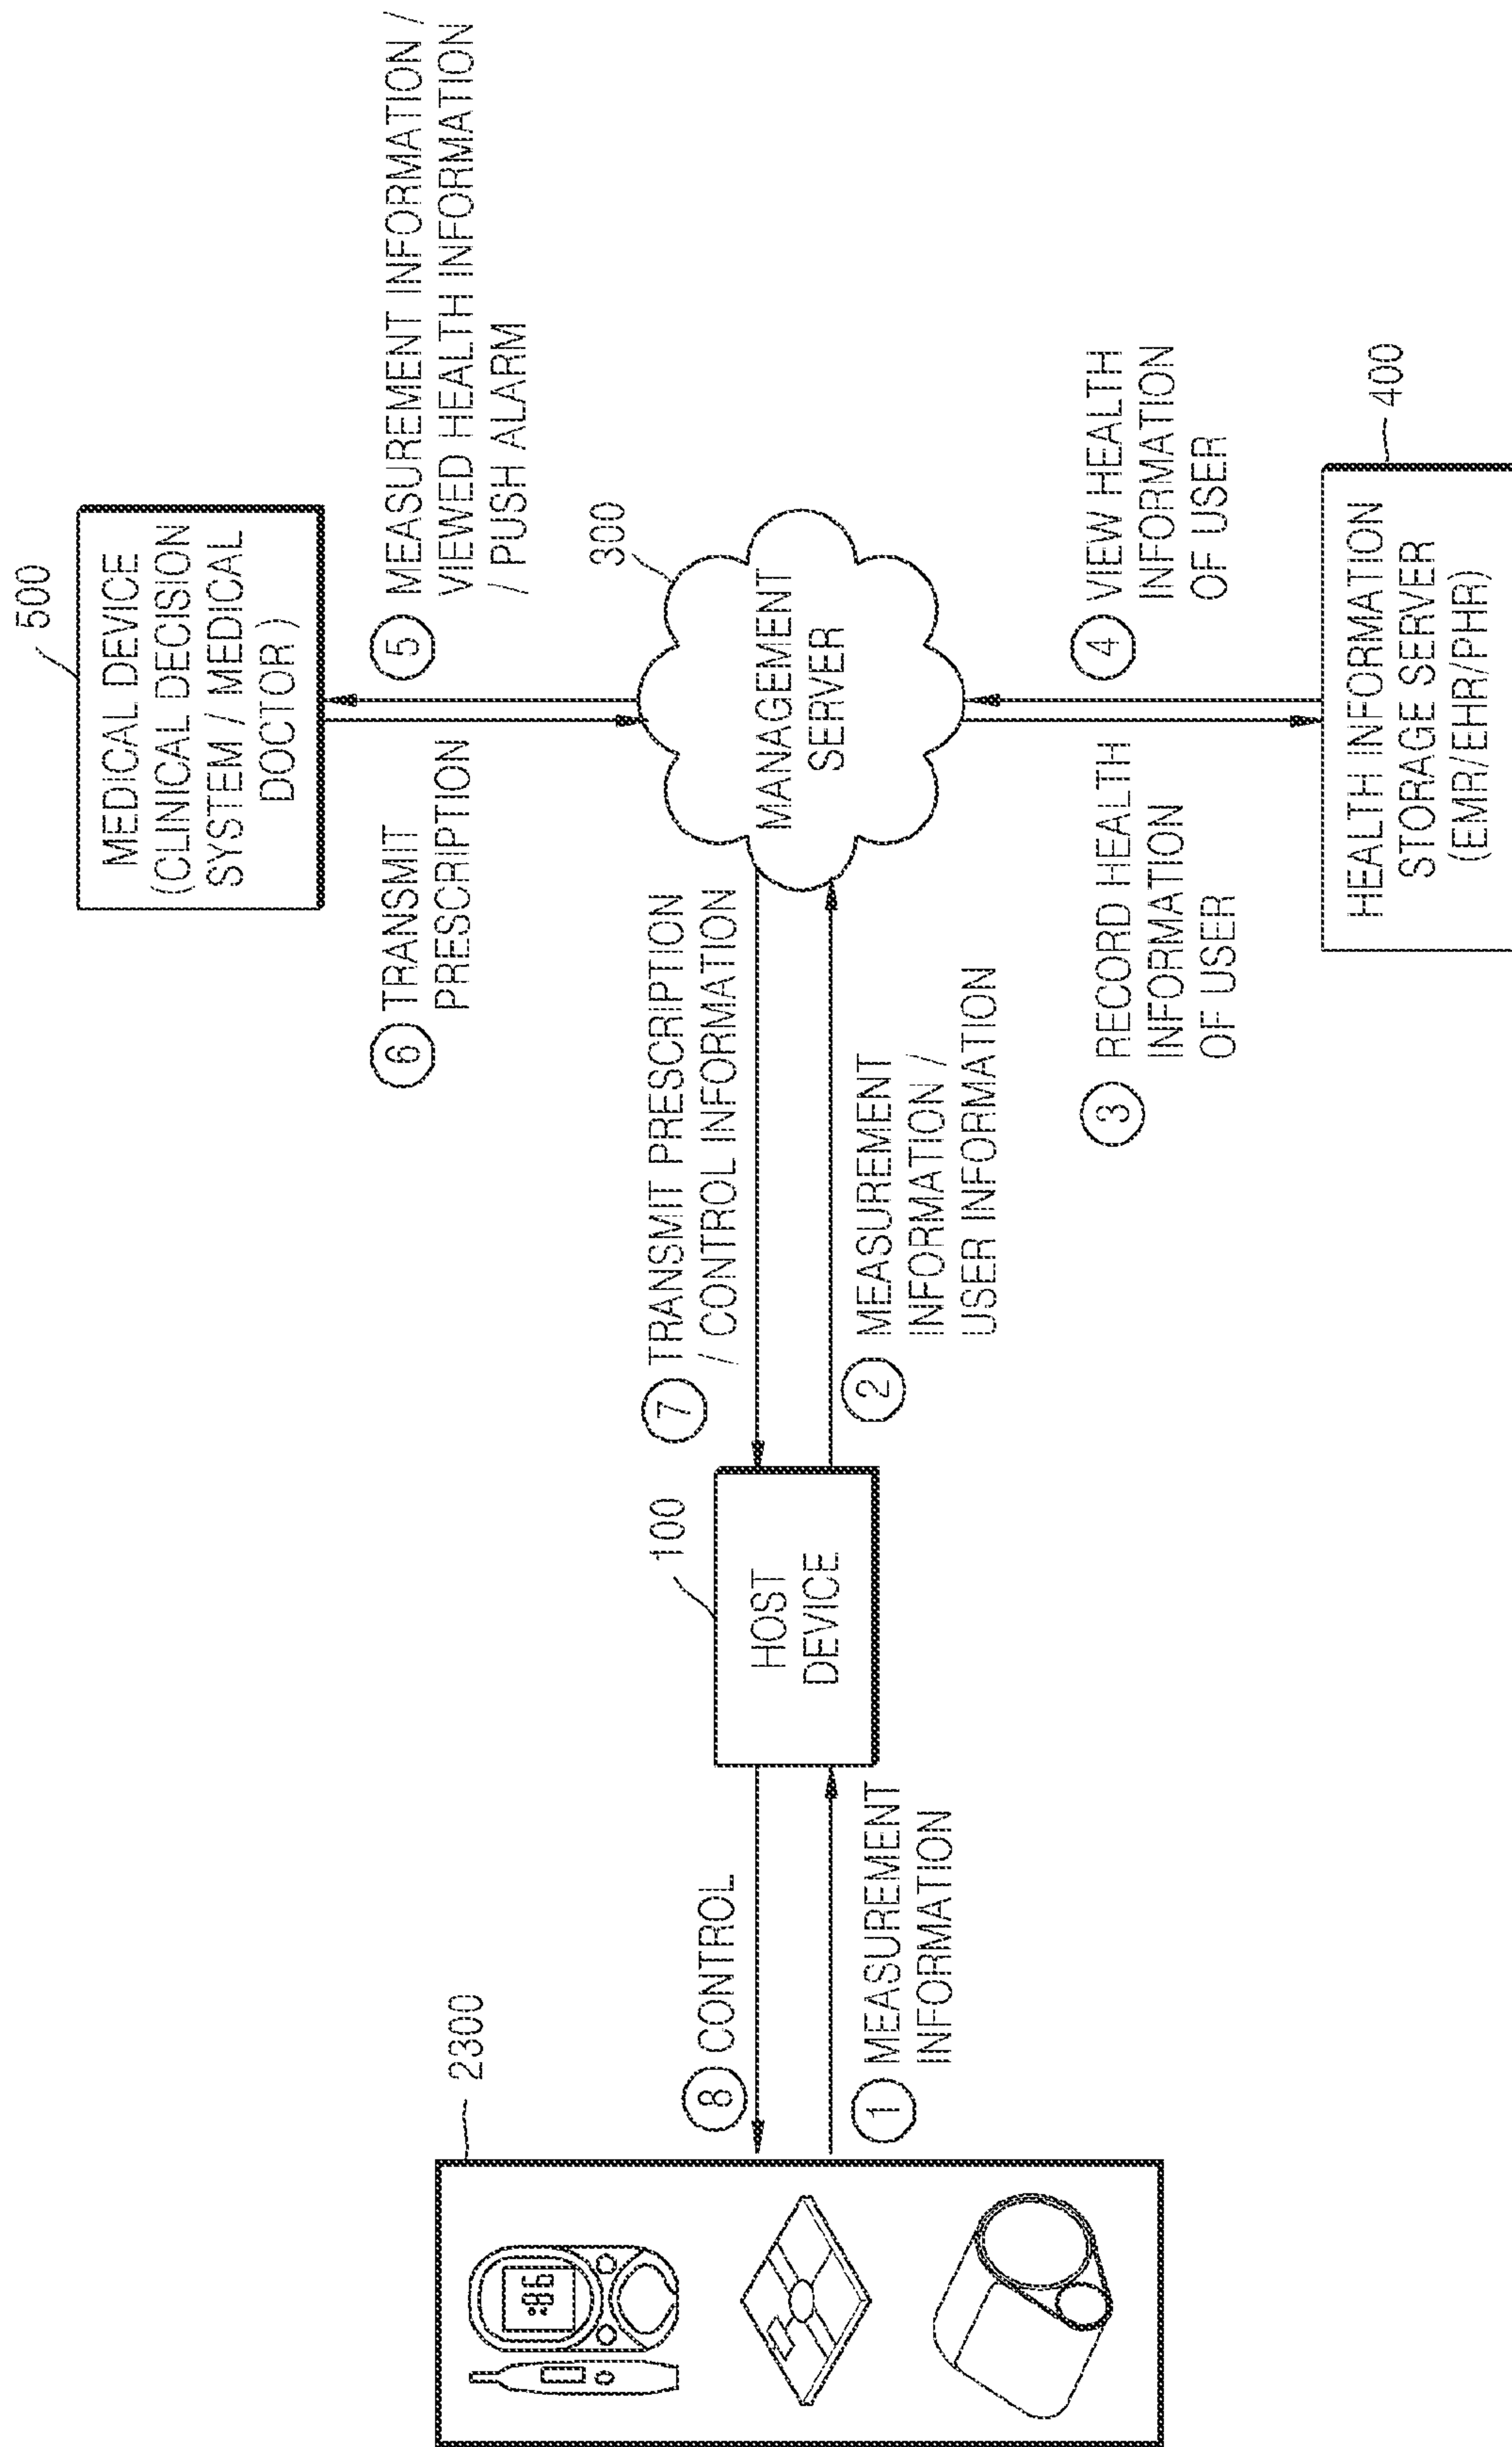 500
MEDICAL DEVICE
(CLINICAL DECISION
SYSTEM / MEDICAL
DOCTOR )
6 TRANSMIT
PRESCRIPTION
5 MEASUREMENT INFORMATION /
VIEWED HEALTH INFORMATION
/ PUSH ALARM
300
MANAGEMENT
SERVER
7 TRANSMIT PRESCRIPTION
/ CONTROL INFORMATION
2 MEASUREMENT
INFORMATION /
USER INFORMATION
100
HOST
DEVICE
2300
8 CONTROL
1 MEASUREMENT
INFORMATION
3 RECORD HEALTH
INFORMATION
OF USER
4 VIEW HEALTH
INFORMATION
OF USER
400
HEALTH INFORMATION
STORAGE SERVER
(EMR/EHR/PHR)